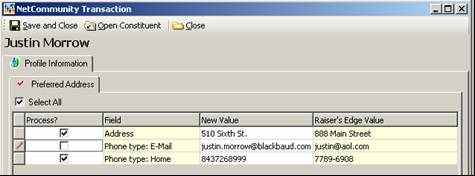 NetCommunity Transaction
Save and Close Open Constituent Close
Justin Morrow
Profile Information
Preferred Address
Select All
Process? Field New Value Raiser's Edge Value
Address 510 Sixth St. 888 Main Street
Phone type: E-Mail justin.morrow@blackbaud.com justin@aol.com
Phone type: Home 8437268999 7789-6908